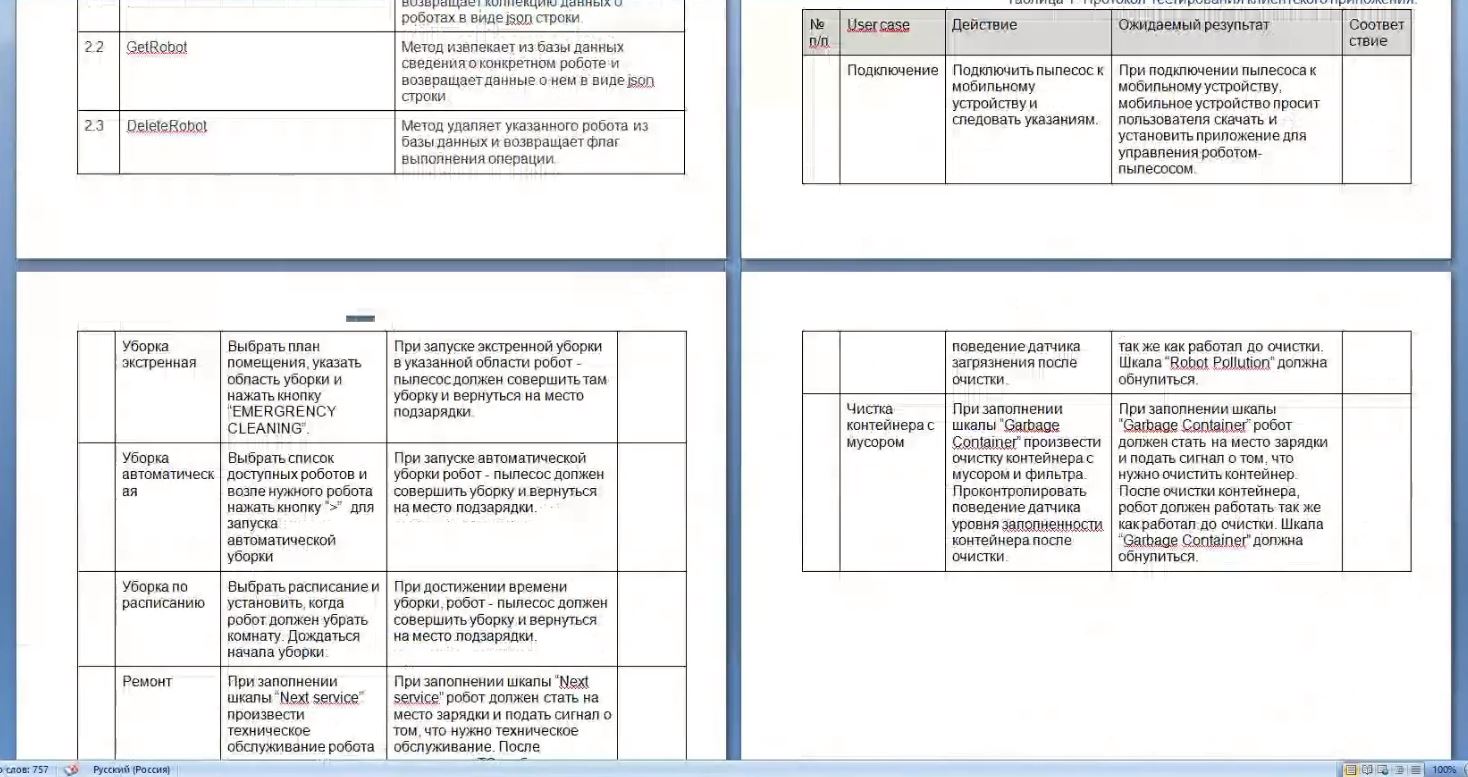 возвращает коллекцию данных о
роботах в виде json строки.
2.2 GetRobot Метод извлекает из базы данных
сведения о конкретном роботе и
возвращает данные о нем в виде json
строки
2.3 DeleteRobot Метод удаляет указанного робота из
базы данных и возвращает флаг
выполнения операции.
Таблица 1- Протокол тестирования клиентского приложения.
№ п/п User case Действие Ожидаемый результат Соответ
ствие
Подключение
Подключить пылесос к
мобильному
устройству и
следовать указаниям.
При подключении пылесоса к
мобильному устройству,
мобильное устройство просит
пользователя скачать и
установить приложение для
управления роботом-
пылесосом.
Уборка
экстренная
Выбрать план
помещения, указать
область уборки и
нажать кнопку
"EMERGRENCY
CLEANING".
При запуске экстренной уборки
в указанной области робот -
пылесос должен совершить там
уборку и вернуться на место
подзарядки.
Уборка
автоматическ
ая
Выбрать список
доступных роботов и
возле нужного робота
нажать кнопку ">" для
запуска
автоматической
уборки
При запуске автоматической
уборки робот - пылесос должен
совершить уборку и вернуться
на место подзарядки.
Уборка по
расписанию
Выбрать расписание и
установить, когда
робот должен убрать
комнату. Дождаться
начала уборки.
При достижении времени
уборки, робот - пылесос должен
совершить уборку и вернуться
на место подзарядки.
Ремонт
При заполнении
шкалы "Next service"
произвести
техническое
обслуживание робота
При заполнении шкалы "Next
service" робот должен стать на
место зарядки и подать сигнал о
том, что нужно техническое
обслуживание. После
поведение датчика
загрязнения после
очистки.
так же как работал до очистки.
Шкала "Robot Pollution" должна
обнулиться.
Чистка
контейнера с
мусором
При заполнении
шкалы "Garbage
Container" произвести
очистку контейнера с
мусором и фильтра.
Проконтролировать
поведение датчика
уровня заполненности
контейнера после
очистки.
При заполнении шкалы
"Garbage Container" робот
должен стать на место зарядки
и подать сигнал о том, что
нужно очистить контейнер.
После очистки контейнера,
робот должен работать так же
как работал до очистки. Шкала
"Garbage Container" должна
обнулиться.
слов: 757 Русский (Россия) 100%